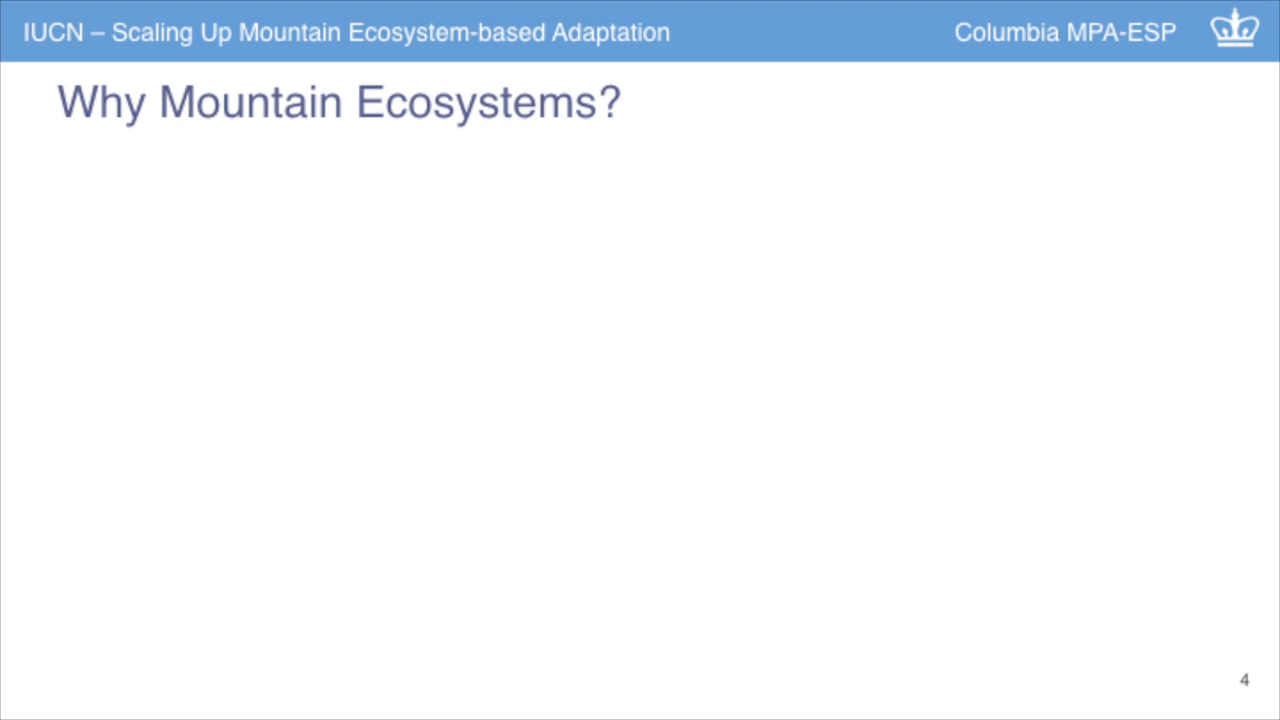 IUCN – Scaling Up Mountain Ecosystem-based Adaptation
Columbia MPA-ESP
Why Mountain Ecosystems?
4